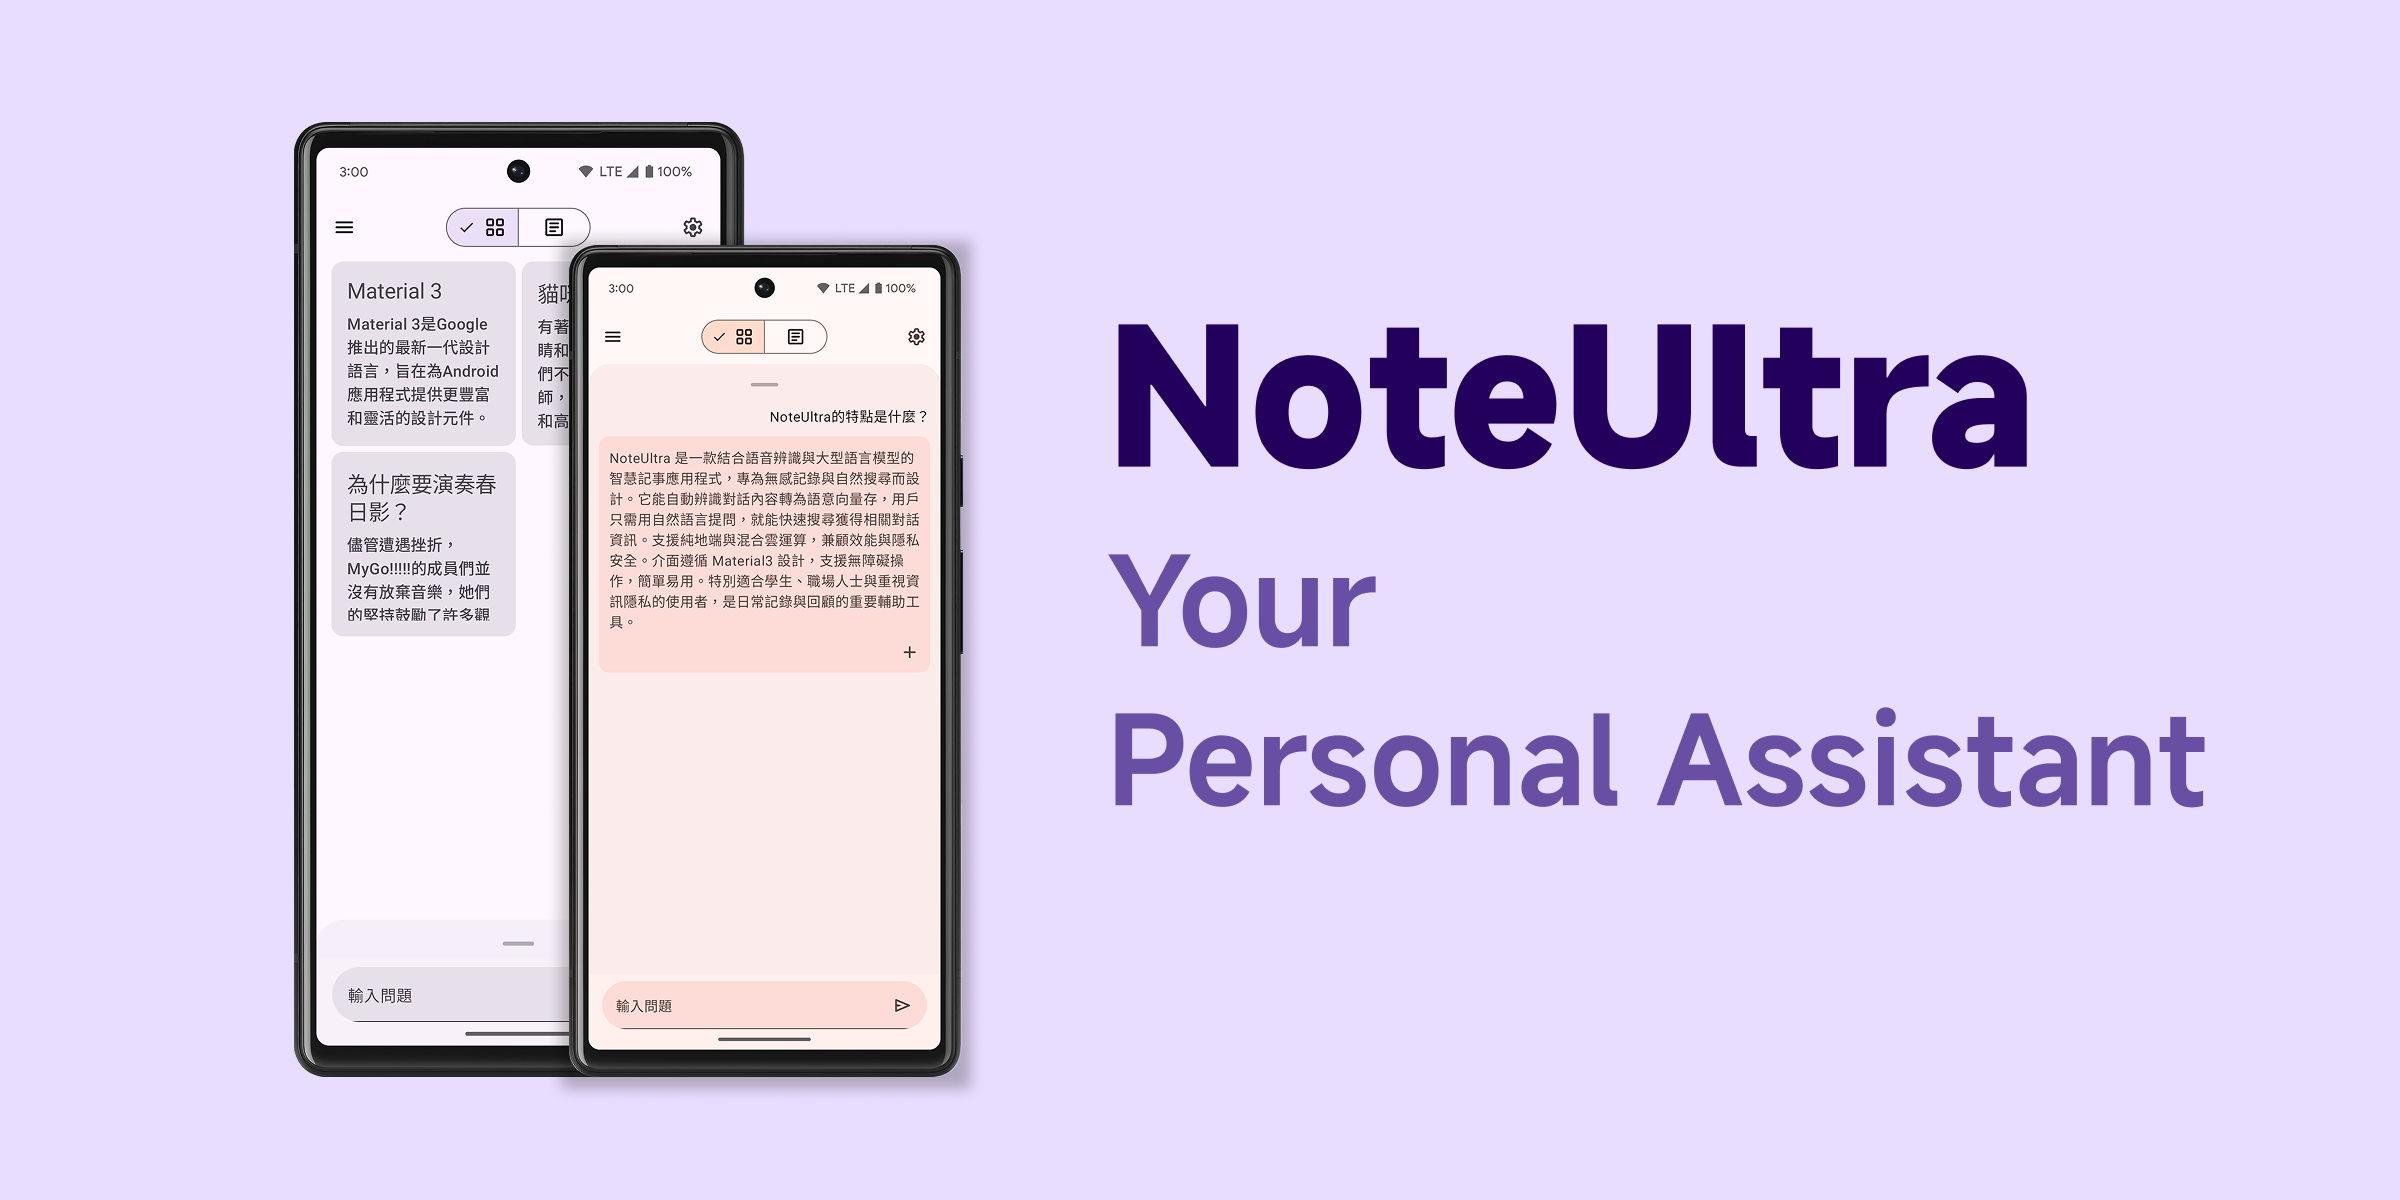 3:00
LTE 100%
Material 3
Material 3是Google
推出的最新一代設計
語言，旨在為Android
應用程式提供更豐富
和靈活的設計元件。
貓
有著
睛和
們不
師，
和高
為什麼要演奏春
日影？
儘管遭遇挫折，
MyGo!!!!!的成員們並
沒有放棄音樂，她們
的堅持鼓勵了許多觀
輸入問題
3:00
LTE 100%
NoteUltra的特點是什麼？
NoteUltra 是一款結合語音辨識與大型語言模型的
智慧記事應用程式，專為無感記錄與自然搜尋而設
計。它能自動辨識對話內容轉為語意向量存，用戶
只需用自然語言提問，就能快速搜尋獲得相關對話
資訊。支援純地端與混合雲運算，兼顧效能與隱私
安全。介面遵循 Material3 設計，支援無障礙操
作，簡單易用。特別適合學生、職場人士與重視資
訊隱私的使用者，是日常記錄與回顧的重要輔助工
具。
輸入問題
NoteUltra
Your
Personal Assistant